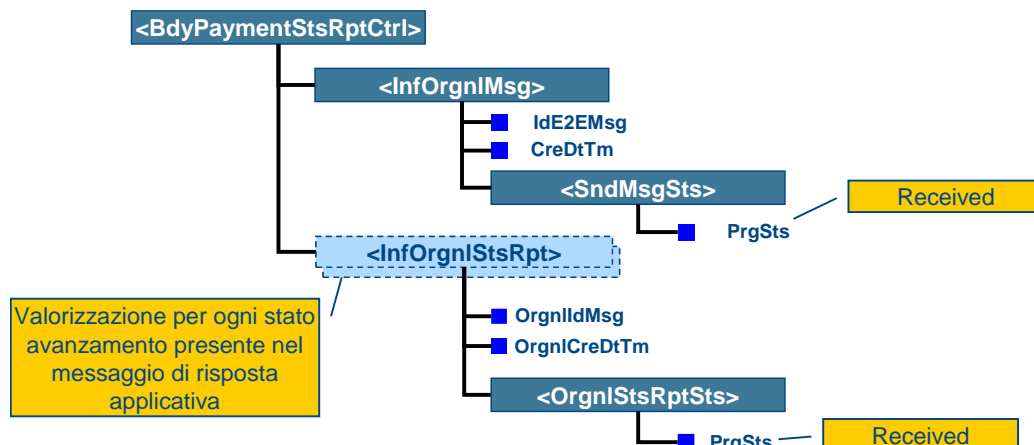 <BdyPaymentStsRptCtrl>
<InfOrgnlMsg>
IdE2EMsg
CreDtTm
<SndMsgSts>
Received
PrgSts
<InfOrgnlStsRpt>
Valorizzazione per ogni stato
avanzamento presente nel
messaggio di risposta
applicativa
OrgnlIdMsg
OrgnlCreDtTm
<OrgnlStsRptSts>
Received
PrgSts